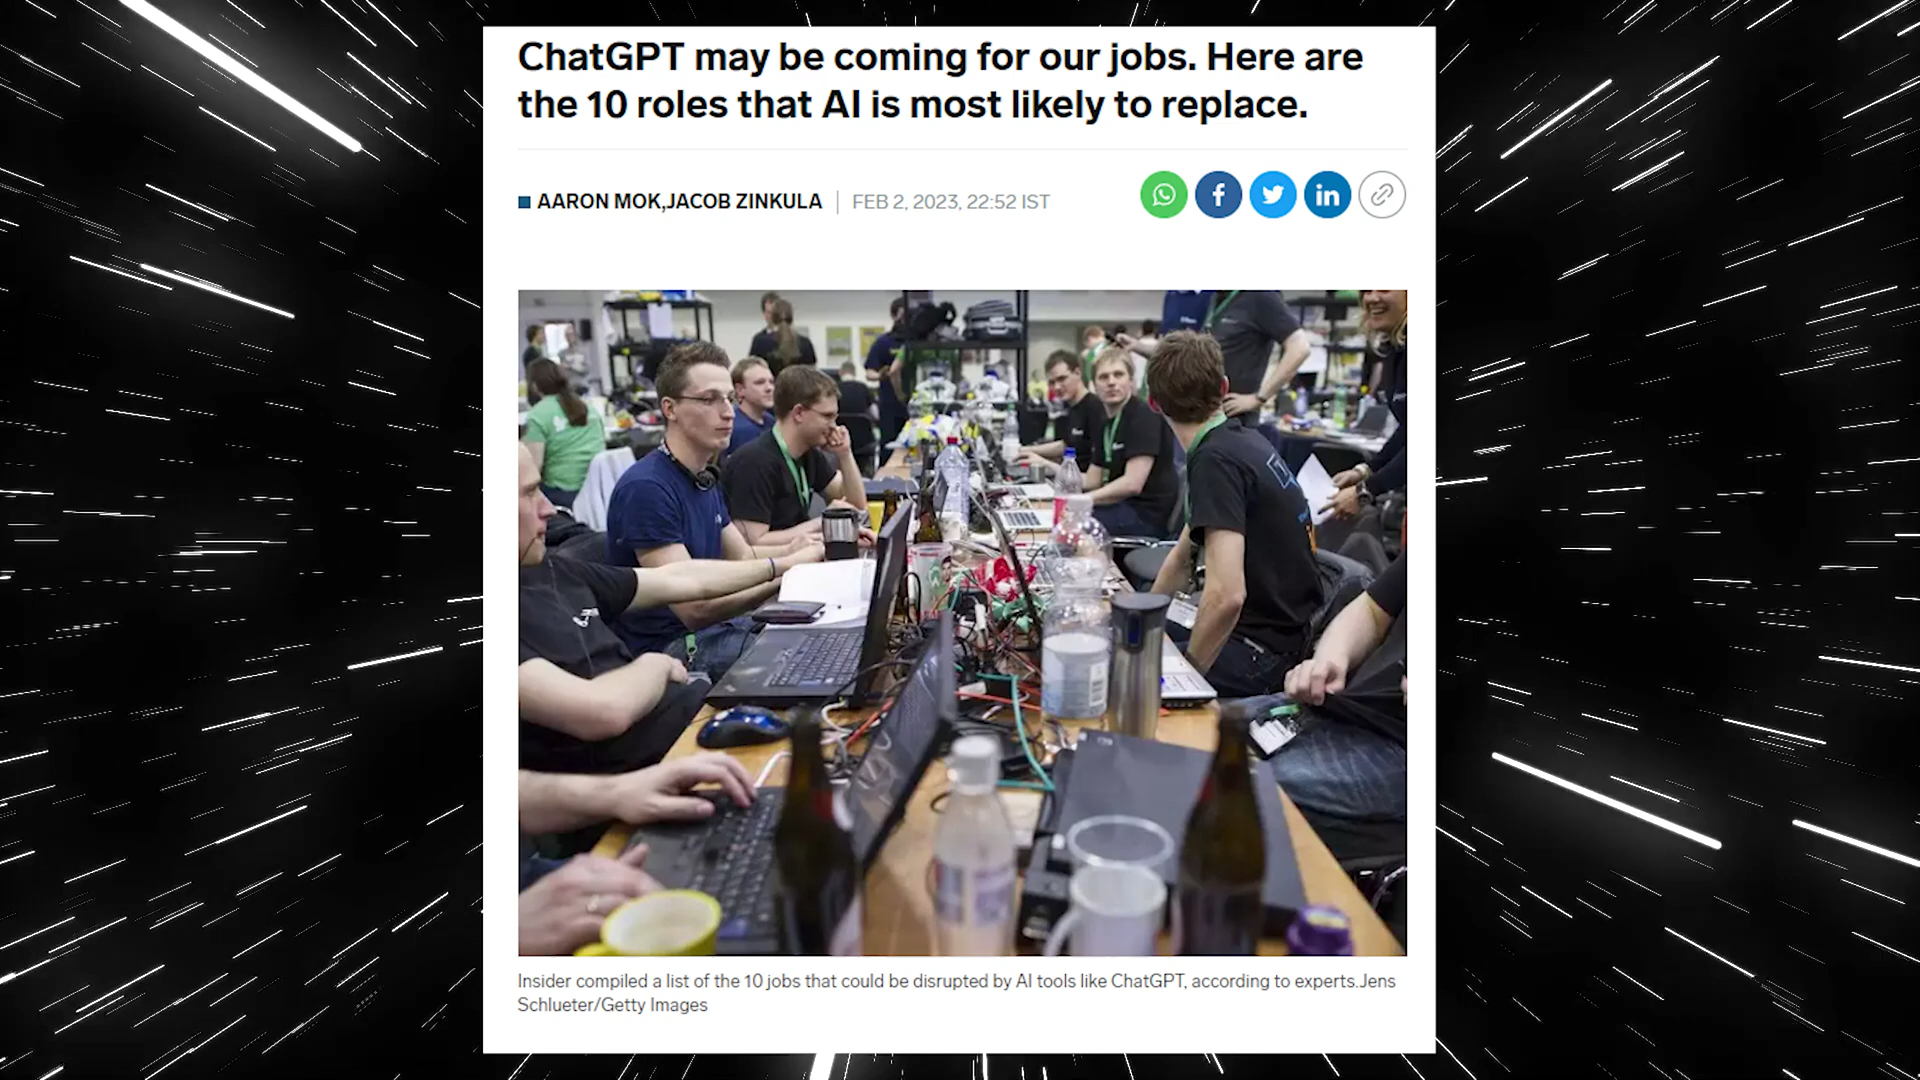 ChatGPT may be coming for our jobs. Here are
the 10 roles that AI is most likely to replace.
AARON MOK,JACOB ZINKULA | FEB 2, 2023, 22:52 IST
Insider compiled a list of the 10 jobs that could be disrupted by AI tools like ChatGPT, according to experts.Jens
Schlueter/Getty Images